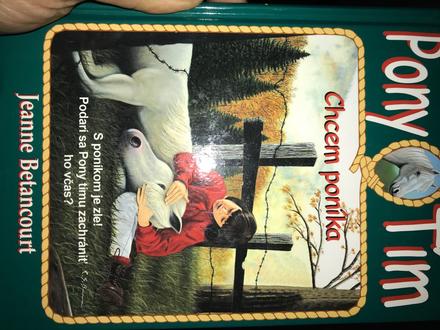 Pony Tím
Chcem poníka
S poníkom je zle!
Podarí sa Pony tímu zachrániť
ho včas?
Jeanne Betancourt